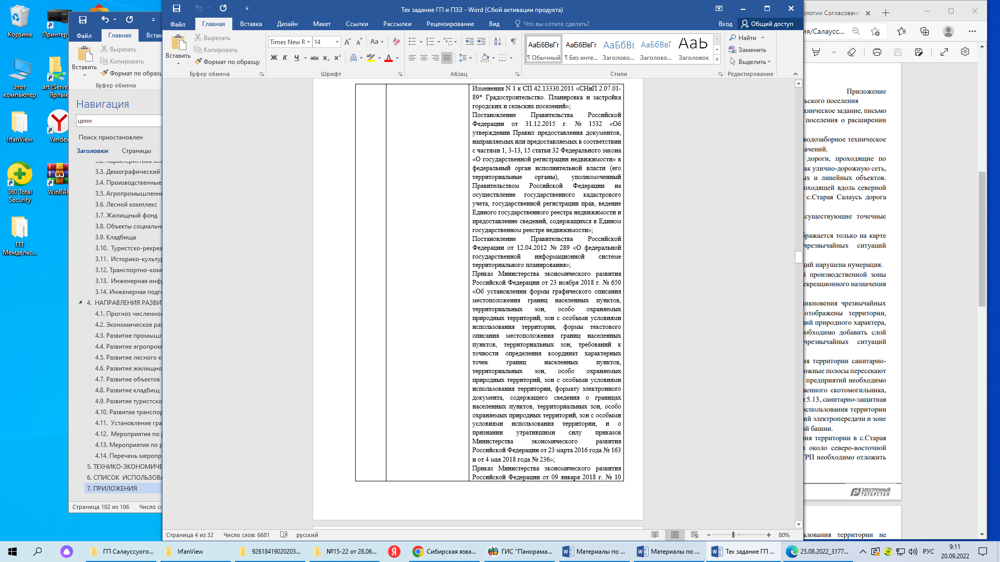 Корзина
Принтер-
Этот
компьютер
art (Serve
Ярлык
IrfanView
Yandex
360 Total
Security
WinRAR
ГП
Мемдельс...
Файл
Главная
Встав
Вставить
Вырезать
Копировать
Формат по образц
Буфер обмена
Навигация
ценн
Поиск приостановлен
Заголовки
Страницы
3.3. Демографический
3.4. Производственные
3.5. Агропромышленны
3.6. Лесной комплекс
3.7. Жилищный фонд
3.8. Объекты социально
3.9. Кладбища
3.10. Туристско-рекреа
3.11. Историко-культур
3.12. Транспортно-комм
3.13. Инженерная инфр
3.14. Инженерная подго
4. НАПРАВЛЕНИЯ РАЗВИТ
4.1. Прогноз численнос
4.2. Экономическое раз
4.3. Развитие промышл
4.4. Развитие агропром
4.5. Развитие лесного к
4.6. Развитие жилищно
4.7. Развитие объектов
4.8. Развитие кладбищ
4.9. Развитие туристско
4.10. Развитие транспор
4.11. Установление гра
4.12. Мероприятия по р
4.13. Мероприятия по р
4.14. Перечень меропр
5. ТЕХНИКО-ЭКОНОМИЧЕ
6. СПИСОК ИСПОЛЬЗОВА
7. ПРИЛОЖЕНИЯ
Страница 102 из 106
Число сл
Тех задание ГП и ПЗЗ - Word (Сбой активации продукта)
Файл
Главная
Вставка
Дизайн
Макет
Ссылки
Рассылки
Рецензирование
Вид
Что вы хотите сделать?
Вход
Общий доступ
Вставить
Вырезать
Копировать
Формат по образцу
Буфер обмена
Times New R
14
Aa
Ж К Ч abc x₂ x²
Шрифт
Абзац
АаБбВвГг
¶ Обычный
АаБбВвГг
¶ Без инте...
АаБбВв
Заголово...
АаБбВвГ
Заголово...
АаЬ
Заголовок
Стили
Найти
Заменить
Выделить
Редактирование
Изменения N 1 к СП 42.13330.2011 «СНиП 2.07.01-
89* Градостроительство. Планировка и застройка
городских и сельских поселений»;
Постановление Правительства Российской
Федерации от 31.12.2015 г. № 1532 «Об
утверждении Правил предоставления документов,
направляемых или предоставляемых в соответствии
с частями 1, 3-13, 15 статьи 32 Федерального закона
«О государственной регистрации недвижимости» в
федеральный орган исполнительной власти (его
территориальные органы), уполномоченный
Правительством Российской Федерации на
осуществление государственного кадастрового
учета, государственной регистрации прав, ведение
Единого государственного реестра недвижимости и
предоставление сведений, содержащихся в Едином
государственном реестре недвижимости»;
Постановление Правительства Российской
Федерации от 12.04.2012 № 289 «О федеральной
государственной информационной системе
территориального планирования»;
Приказ Министерства экономического развития
Российской Федерации от 23 ноября 2018 г. № 650
«Об установлении формы графического описания
местоположения границ населенных пунктов,
территориальных зон, особо охраняемых
природных территорий, зон с особыми условиями
использования территории, формы текстового
описания местоположения границ населенных
пунктов, территориальных зон, требований к
точности определения координат характерных
точек границ населенных пунктов,
территориальных зон, особо охраняемых
природных территорий, зон с особыми условиями
использования территории, формату электронного
документа, содержащего сведения о границах
населенных пунктов, территориальных зон, особо
охраняемых природных территорий, зон с особыми
условиями использования территории, и о
признании утратившими силу приказов
Министерства экономического развития
Российской Федерации от 23 марта 2016 года № 163
и от 4 мая 2018 года № 236»;
Приказ Министерства экономического развития
Российской Федерации от 09 января 2018 г. № 10
Страница 4 из 32
Число слов: 6681
русский
80%
ологии Согласовано
ия/Салаусс...
Приложение
ьского поселения
хническое задание, письмо
поселения о расширении
водозаборное техническое
ачений.
дороги, проходящие по
ак улично-дорожную сеть,
ых и линейных объектов.
оходящей вдоль северной
с.Старая Салаусь дорога
существующие точечные
бражается только на карте
чрезвычайных ситуаций
ций нарушена нумерация.
й производственной зоны
екреационного назначения
никновения чрезвычайных
отображены территории,
ций природного характера,
еобходимо добавить слой
чрезвычайных ситуаций
ия территории санитарно-
ожные полосы пересекают
предприятий необходимо
венного скотомогильника,
и 5.13, санитарно-защитная
использования территории
ий электропередачи и зоне
ой башни.
ния территории в с.Старая
и около северо-восточной
ГРП необходимо отложить
ЭЛЕКТРОННЫЙ
ТАТАРСТАН
ьзования территории не
ГП Салауссуого...
IrfanView
92618419020203...
№15-22 от 28.06...
Я
Сибирская язва...
ГИС "Панорама...
Материалы по ...
Материалы по ...
Тех задание ГП ...
25.08.2022_3177...
РУС
9:11
20.09.2022